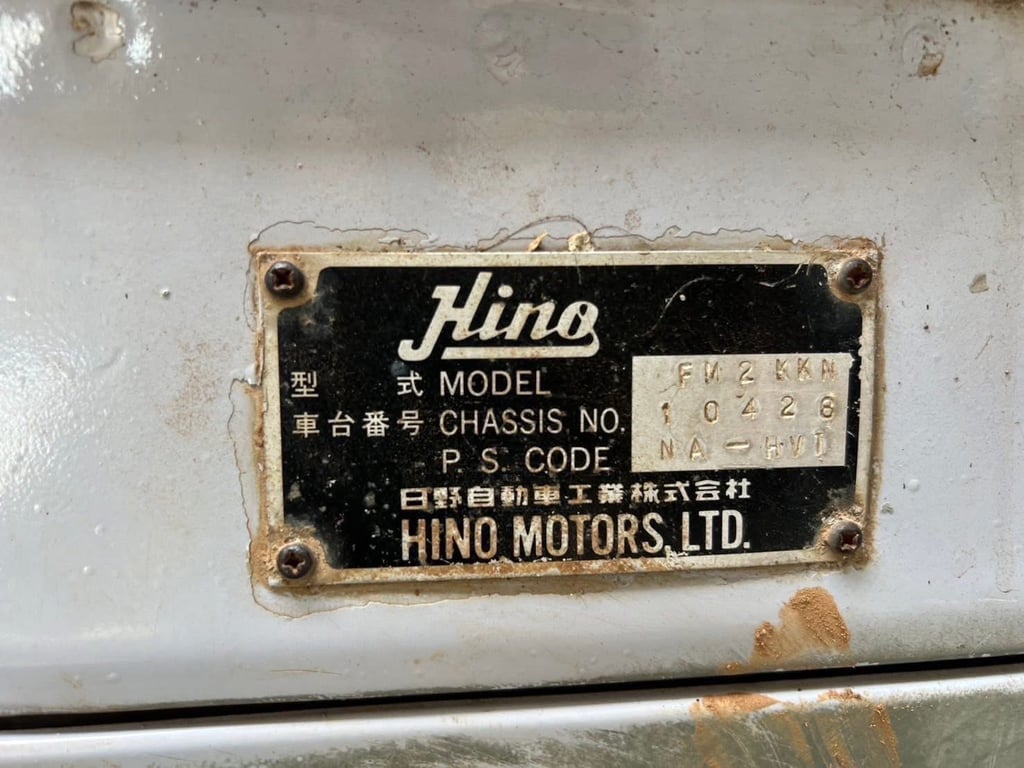 Hino
型 式 MODEL FM2KKN
車台番号 CHASSIS NO. 10426
P. S. CODE NA-HVD
日野自動車工業株式会社
HINO MOTORS, LTD.